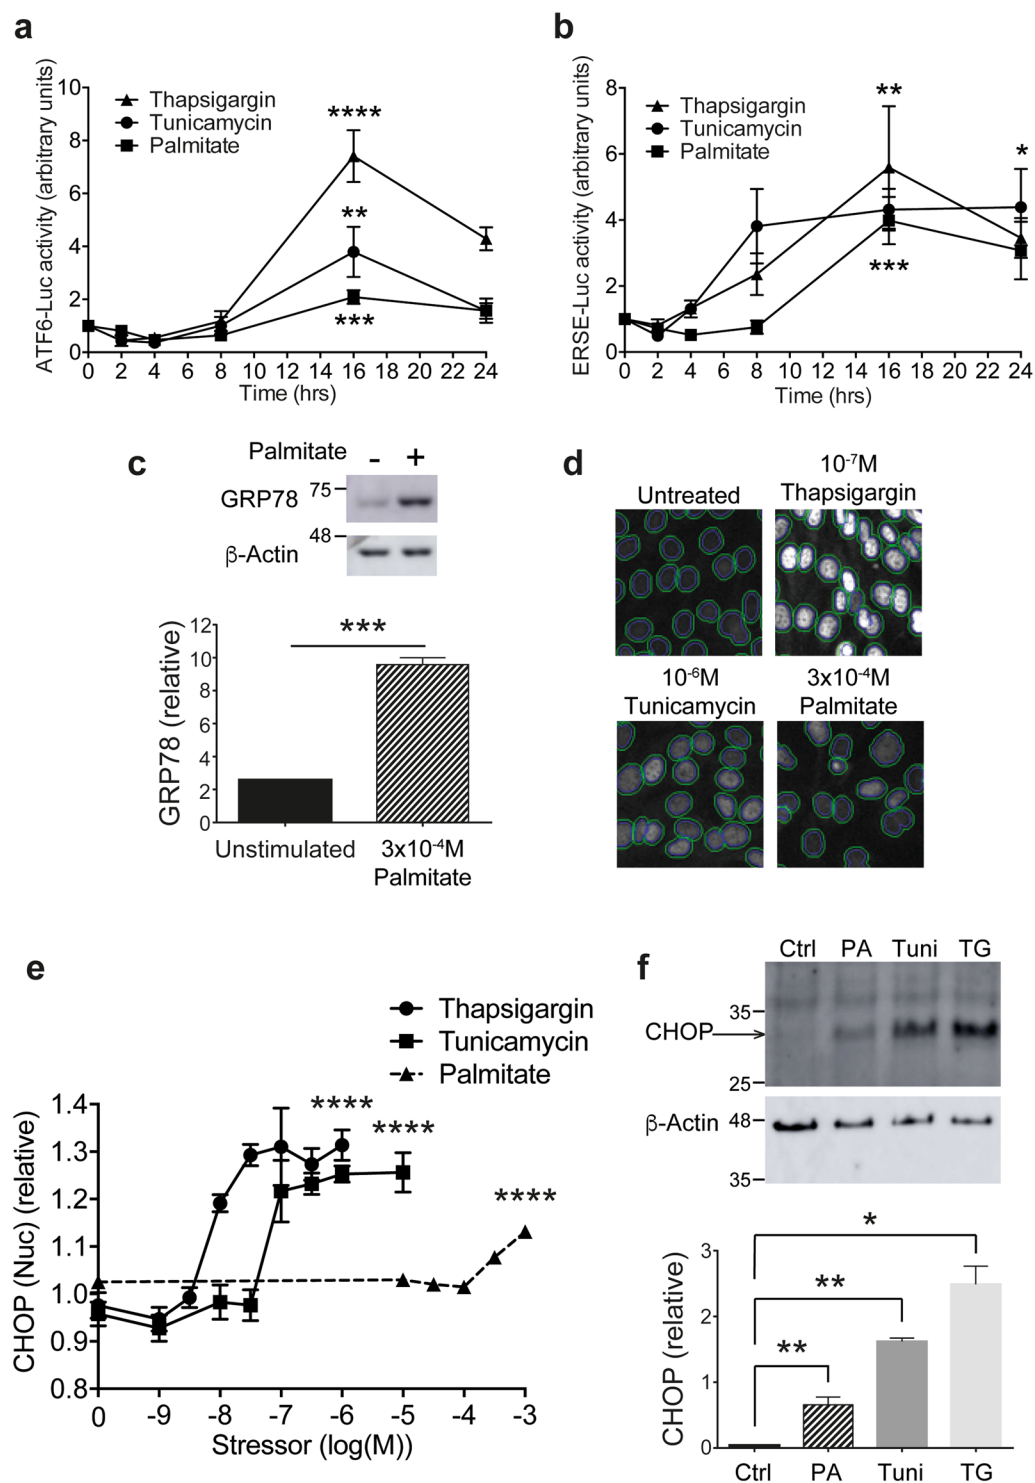 a
ATF6-Luc activity (arbitrary units)
10
8
6
4
2
0
Thapsigargin
Tunicamycin
Palmitate
****
**
***
0 2 4 6 8 10 12 14 16 18 20 22 24
Time (hrs)
b
ERSE-Luc activity (arbitrary units)
8
6
4
2
0
Thapsigargin
Tunicamycin
Palmitate
**
*
***
0 2 4 6 8 10 12 14 16 18 20 22 24
Time (hrs)
c
Palmitate - +
GRP78
75
48
β-Actin
GRP78 (relative)
12
10
8
6
4
2
0
***
Unstimulated
3x10-4M
Palmitate
d
Untreated
10-7M
Thapsigargin
10-6M
Tunicamycin
3x10-4M
Palmitate
e
Thapsigargin
Tunicamycin
Palmitate
CHOP (Nuc) (relative)
1.4
1.3
1.2
1.1
1.0
0.9
0.8
****
****
****
0 -9 -8 -7 -6 -5 -4 -3
Stressor (log(M))
f
Ctrl PA Tuni TG
35
CHOP
25
β-Actin
48
35
CHOP (relative)
3
2
1
0
*
**
**
Ctrl PA Tuni TG